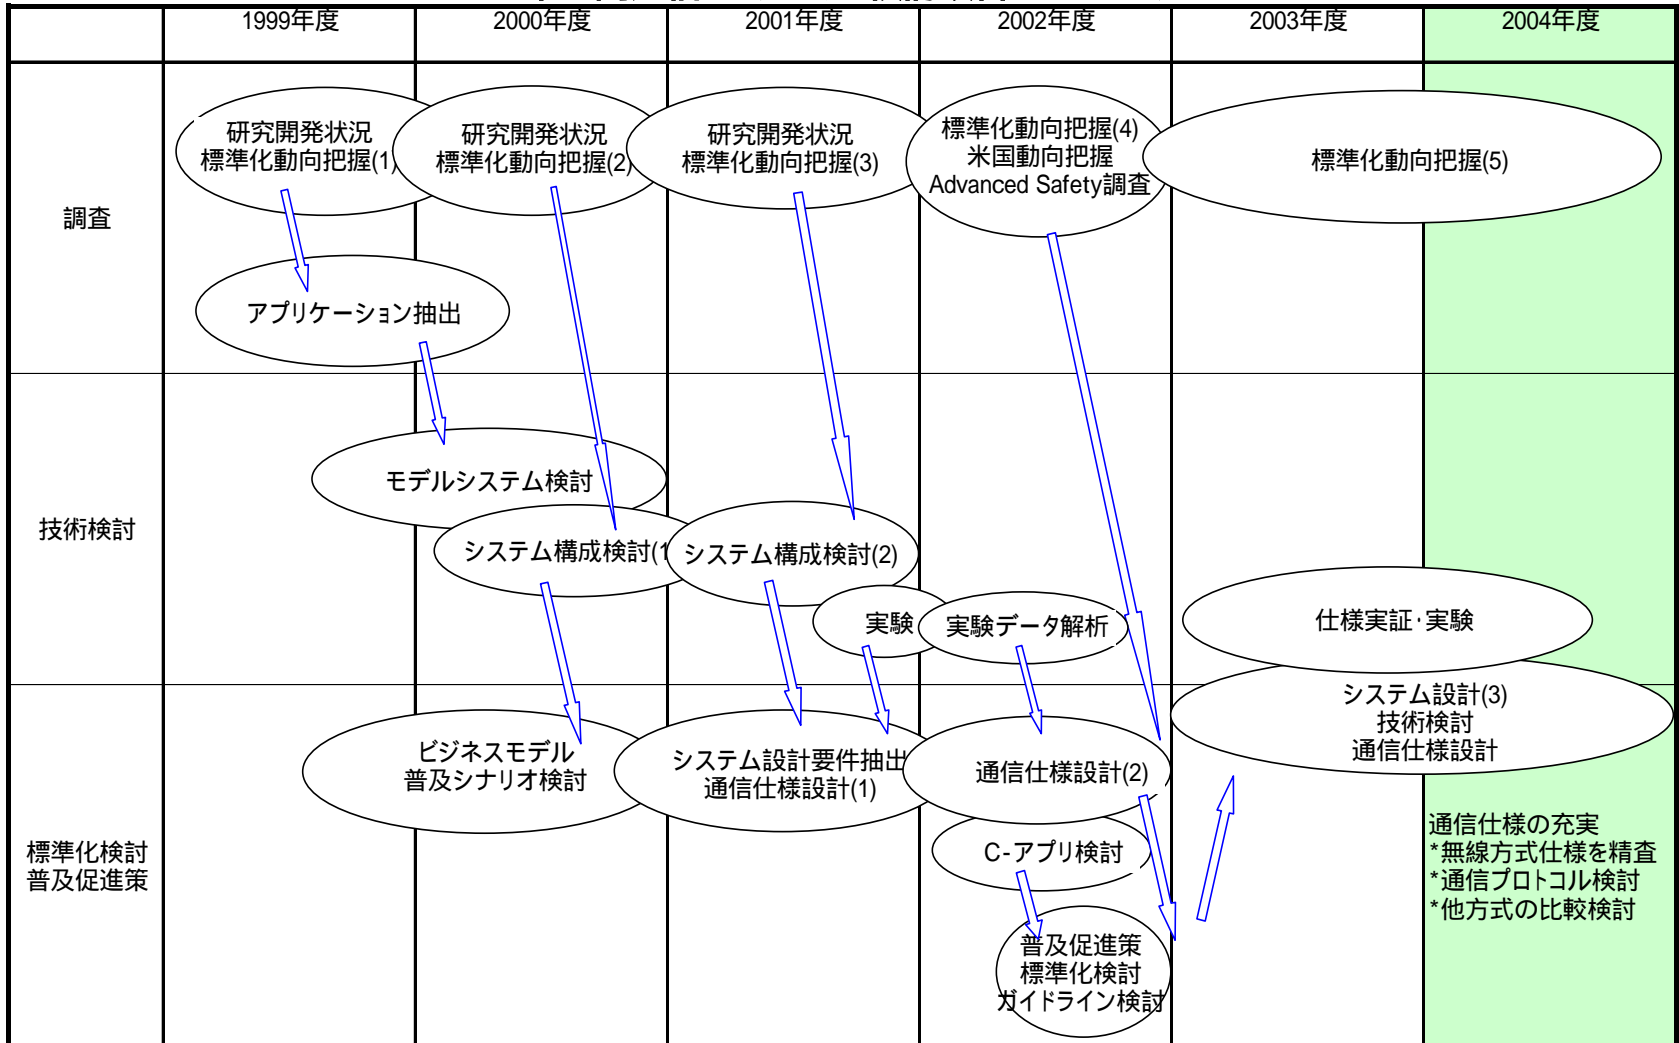 1999年度
2000年度
2001年度
2002年度
2003年度
2004年度
調査
研究開発状況
標準化動向把握(1)
研究開発状況
標準化動向把握(2)
研究開発状況
標準化動向把握(3)
標準化動向把握(4)
米国動向把握
Advanced Safety調査
標準化動向把握(5)
アプリケーション抽出
技術検討
モデルシステム検討
システム構成検討(1
システム構成検討(2)
実験
実験データ解析
仕様実証・実験
システム設計(3)
技術検討
通信仕様設計
標準化検討
普及促進策
ビジネスモデル
普及シナリオ検討
システム設計要件抽出
通信仕様設計(1)
通信仕様設計(2)
C-アプリ検討
普及促進策
標準化検討
ガイドライン検討
通信仕様の充実
*無線方式仕様を精査
*通信プロトコル検討
*他方式の比較検討